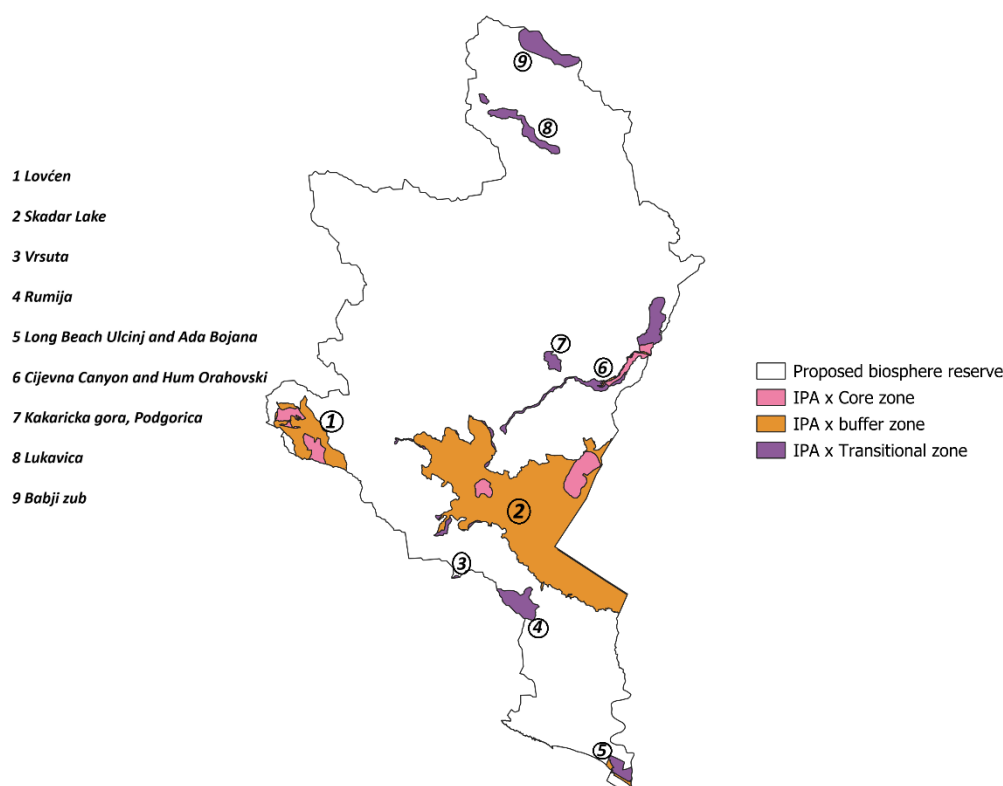 9
8
1 Lovćen
2 Skadar Lake
3 Vrsuta
4 Rumija
5 Long Beach Ulcinj and Ada Bojana
6 Cijevna Canyon and Hum Orahovski
7 Kakaricka gora, Podgorica
8 Lukavica
9 Babji zub
7
6
1
2
3
4
5
Proposed biosphere reserve
IPA x Core zone
IPA x buffer zone
IPA x Transitional zone